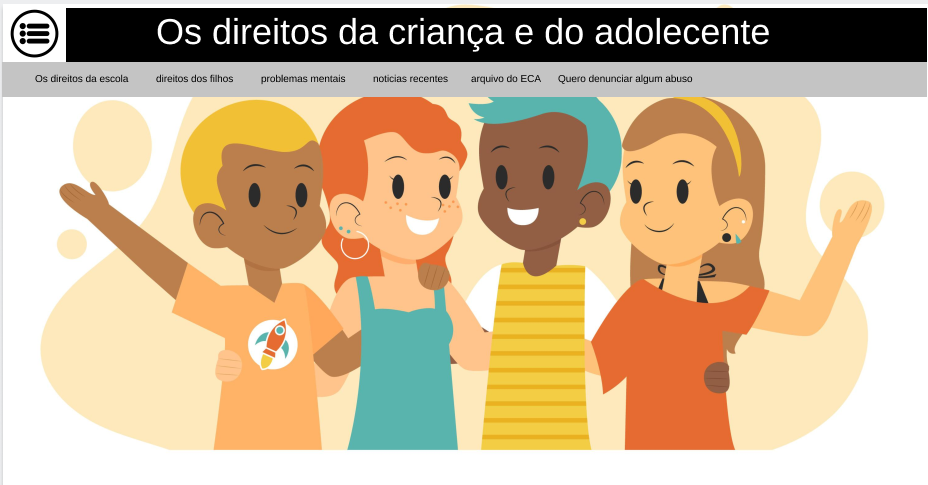 Os direitos da criança e do adolecente
Os direitos da escola direitos dos filhos problemas mentais noticias recentes arquivo do ECA Quero denunciar algum abuso